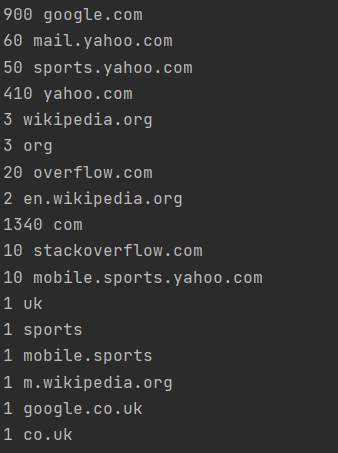 900 google.com
60 mail.yahoo.com
50 sports.yahoo.com
410 yahoo.com
3 wikipedia.org
3 org
20 overflow.com
2 en.wikipedia.org
1340 com
10 stackoverflow.com
10 mobile.sports.yahoo.com
1 uk
1 sports
1 mobile.sports
1 m.wikipedia.org
1 google.co.uk
1 co.uk